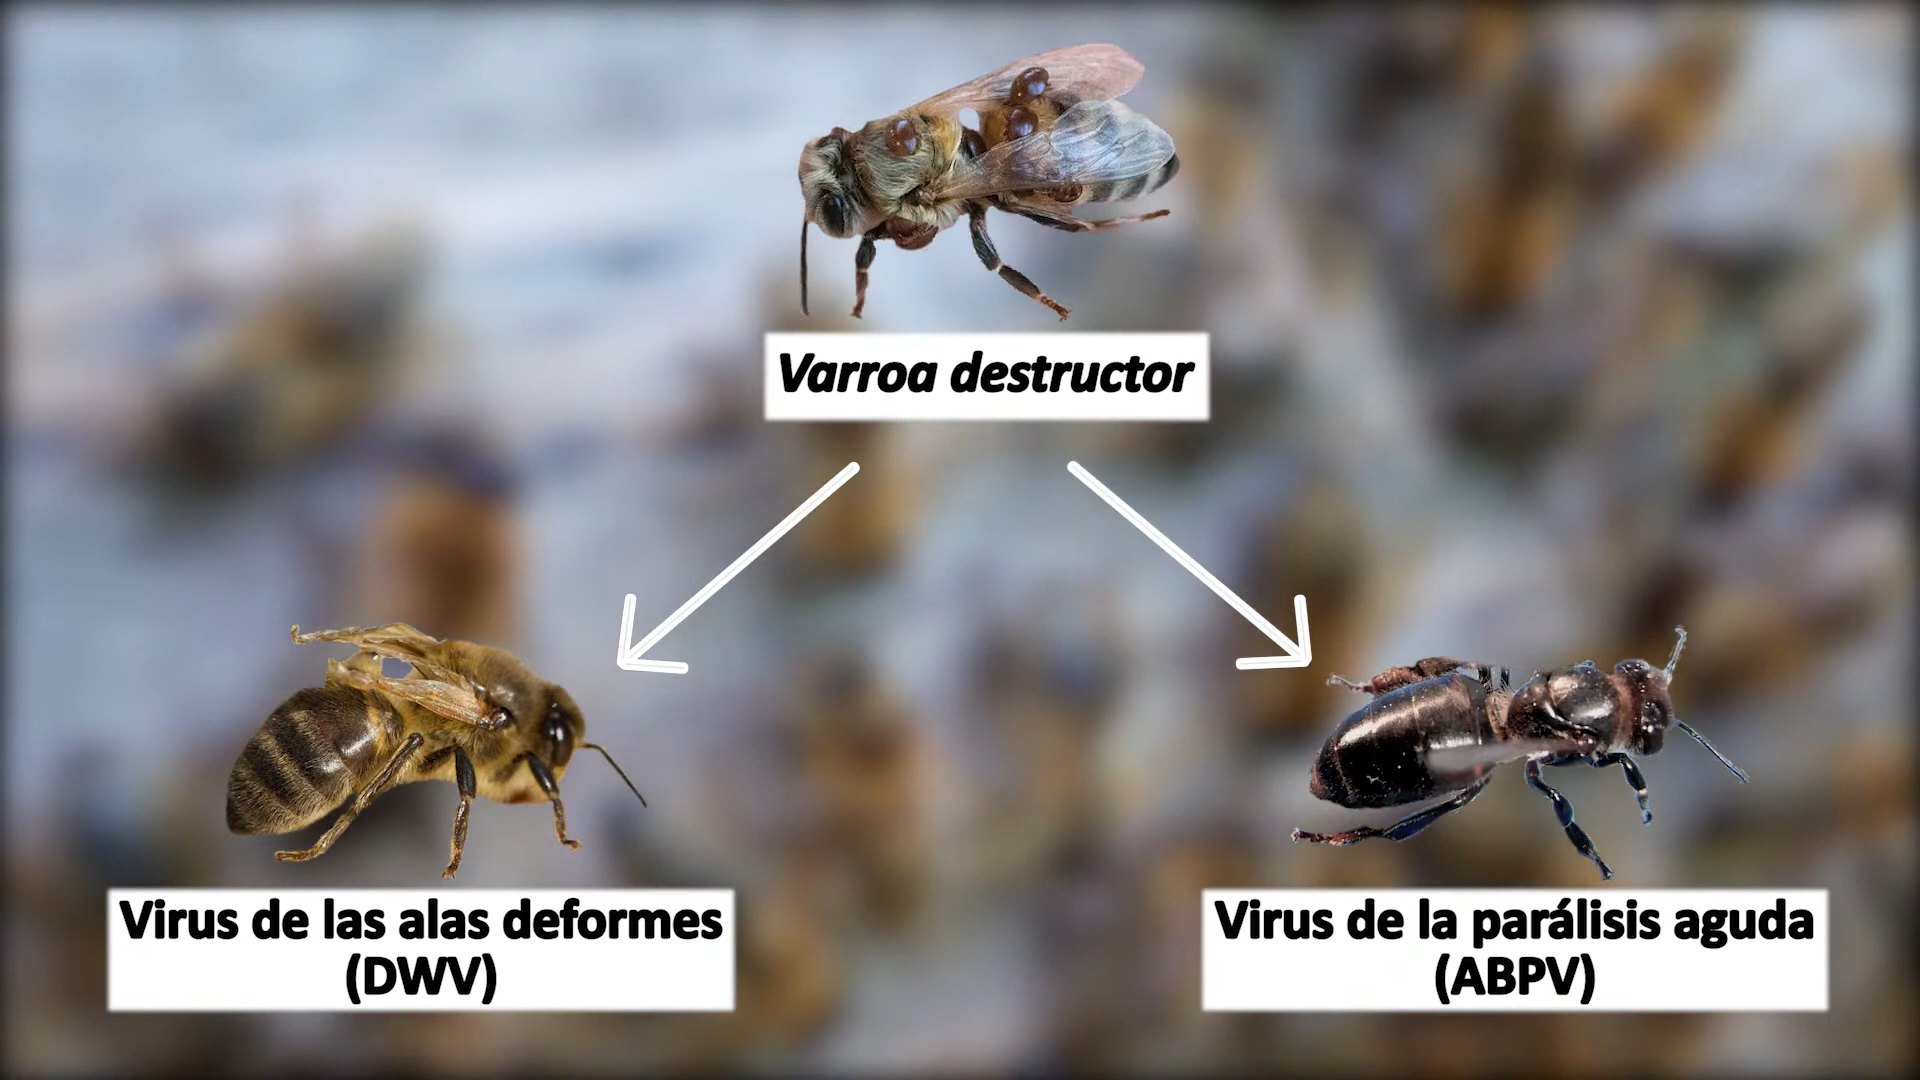 Varroa destructor
Virus de las alas deformes
(DWV)
Virus de la parálisis aguda
(ABPV)